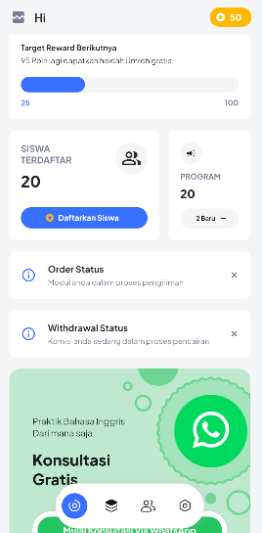 Hi
50
Target Reward Berikutnya
95 Poin lagi dapatkan hadiah Umroh gratis
25 100
SISWA
TERDAFTAR
20
Daftarkan Siswa
PROGRAM
20
2 Baru
Order Status
Modul anda dalam proses pengiriman
Withdrawal Status
Komisi anda sedang dalam proses pencairan
Praktik Bahasa Inggris
Dari mana saja
Konsultasi
Gratis
Mulai Konsultasi Via WhatsApp